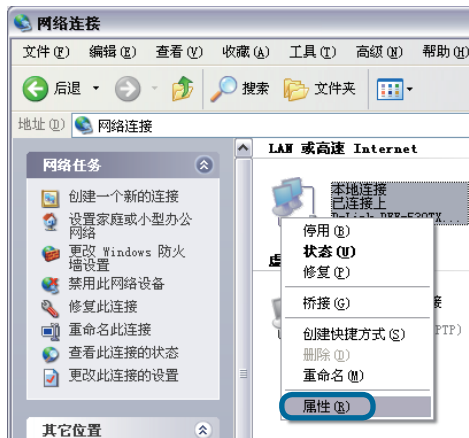 网络连接
文件(F) 编辑(E) 查看(V) 收藏(A) 工具(T) 高级(N) 帮助(H)
后退 搜索 文件夹
地址(D) 网络连接
LAN 或高速 Internet
网络任务
本地连接
已连接上
D-Link DFE-530TX...
创建一个新的连接
设置家庭或小型办公
网络
更改 Windows 防火
墙设置
禁用此网络设备
修复此连接
重命名此连接
查看此连接的状态
更改此连接的设置
停用(B)
状态(U)
修复(P)
桥接(G)
创建快捷方式(S)
删除(D)
重命名(M)
属性(R)
虚
接
PTP)
其它位置